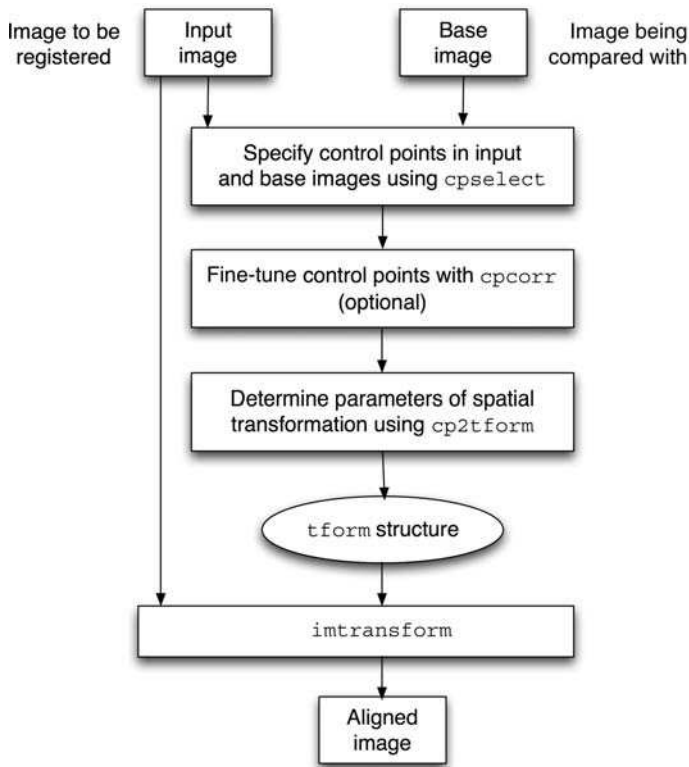 Image to be
registered
Input
image
Base
image
Image being
compared with
Specify control points in input
and base images using cpselect
Fine-tune control points with cpcorr
(optional)
Determine parameters of spatial
transformation using cp2tform
tform structure
imtransform
Aligned
image